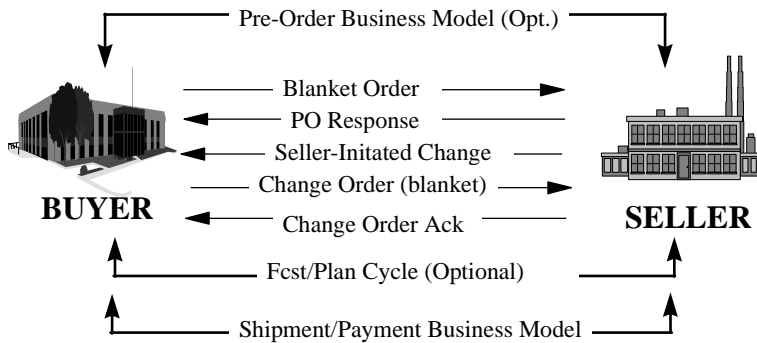 Pre-Order Business Model (Opt.)
Blanket Order
PO Response
Seller-Initated Change
Change Order (blanket)
BUYER
SELLER
Change Order Ack
Fcst/Plan Cycle (Optional)
Shipment/Payment Business Model